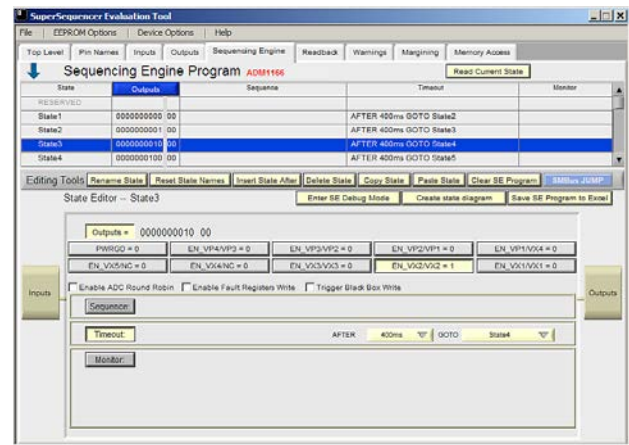 SuperSequencer Evaluation Tool
File EEPROM Options Device Options Help
Top Level Pin Names Inputs Outputs Sequencing Engine Readback Warnings Margining Memory Access
Sequencing Engine Program ADM1166 Read Current State
State Outputs Sequence Timeout Monitor
RESERVED
State1 0000000000 00 AFTER 400ms GOTO State2
State2 0000000001 00 AFTER 400ms GOTO State3
State3 0000000010 00 AFTER 400ms GOTO State4
State4 0000000100 00 AFTER 400ms GOTO State5
Editing Tools Rename State Reset State Names Insert State After Delete State Copy State Paste State Clear SE Program SMBus JUMP
State Editor -- State3 Enter SE Debug Mode Create state diagram Save SE Program to Excel
Outputs = 0000000010 00
PWRGD = 0 EN_VP4/VP3 = 0 EN_VP3/VP2 = 0 EN_VP2/VP1 = 0 EN_VP1/VX4 = 0
EN_VX5/NC = 0 EN_VX4/NC = 0 EN_VX3/VX3 = 0 EN_VX2/VX2 = 1 EN_VX1/VX1 = 0
Enable ADC Round Robin Enable Fault Registers Write Trigger Black Box Write
Inputs Outputs
Sequence:
Timeout: AFTER 400ms GOTO State4
Monitor: